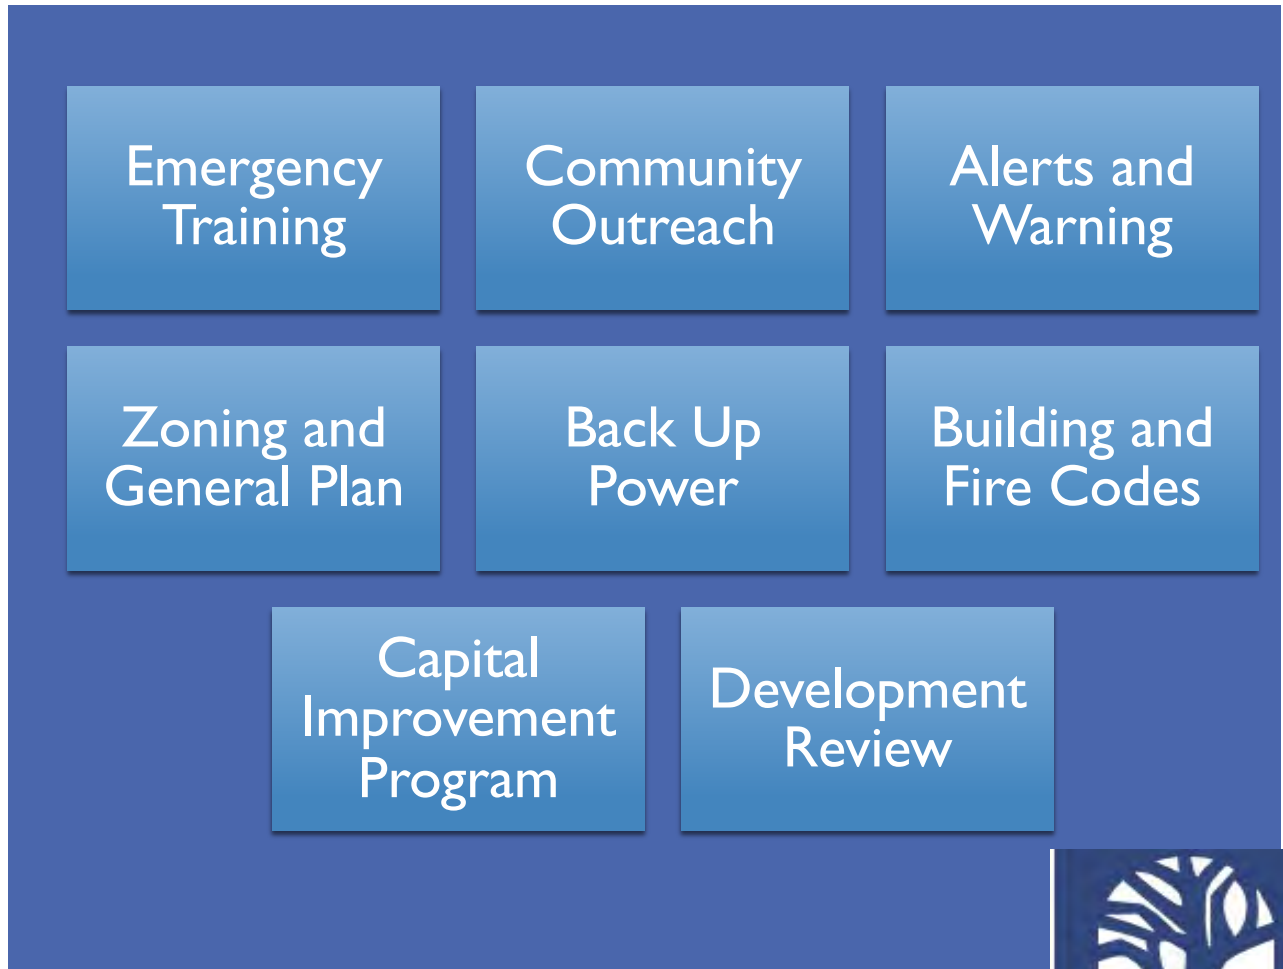 Emergency
Training
Community
Outreach
Alerts and
Warning
Zoning and
General Plan
Back Up
Power
Building and
Fire Codes
Capital
Improvement
Program
Development
Review